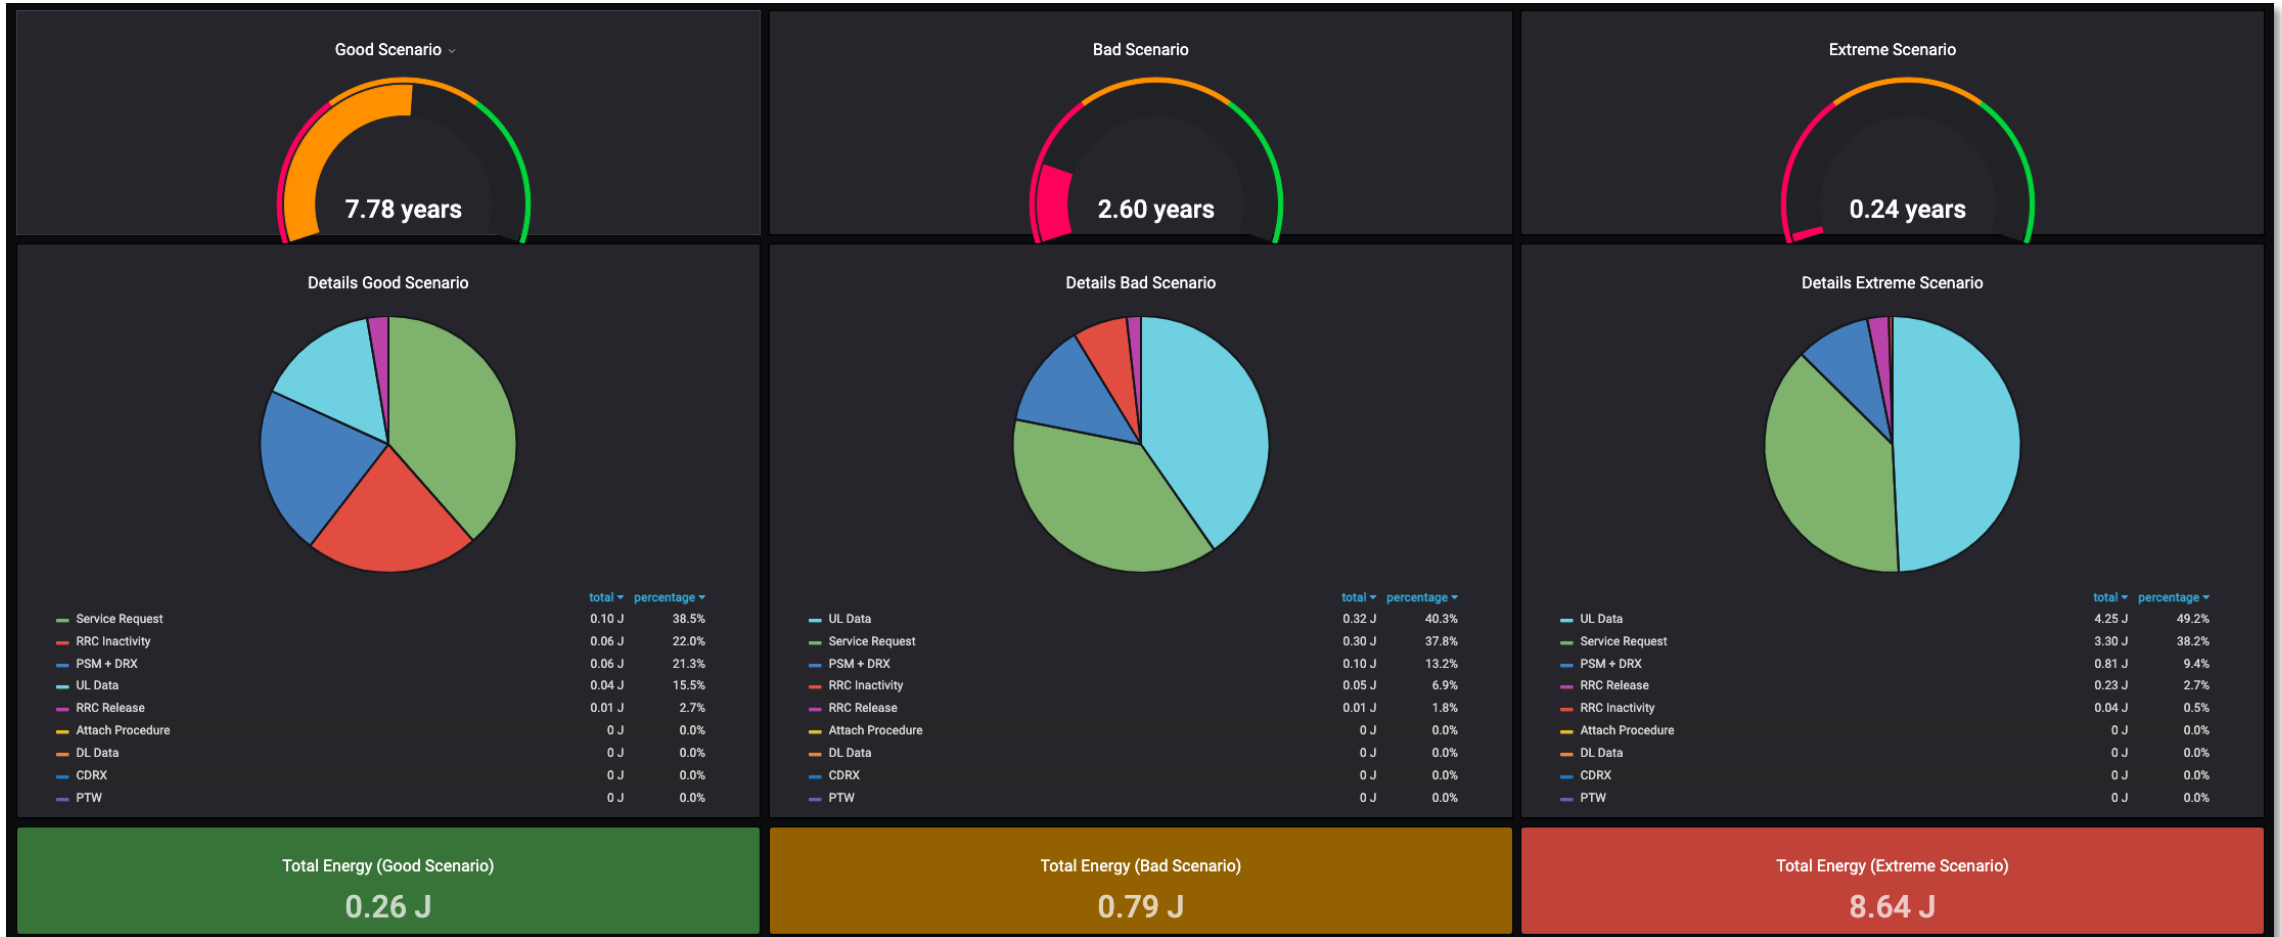 Good Scenario
7.78 years
Bad Scenario
2.60 years
Extreme Scenario
0.24 years
Details Good Scenario
total percentage
Service Request 0.10 J 38.5%
RRC Inactivity 0.06 J 22.0%
PSM + DRX 0.06 J 21.3%
UL Data 0.04 J 15.5%
RRC Release 0.01 J 2.7%
Attach Procedure 0 J 0.0%
DL Data 0 J 0.0%
CDRX 0 J 0.0%
PTW 0 J 0.0%
Details Bad Scenario
total percentage
UL Data 0.32 J 40.3%
Service Request 0.30 J 37.8%
PSM + DRX 0.10 J 13.2%
RRC Inactivity 0.05 J 6.9%
RRC Release 0.01 J 1.8%
Attach Procedure 0 J 0.0%
DL Data 0 J 0.0%
CDRX 0 J 0.0%
PTW 0 J 0.0%
Details Extreme Scenario
total percentage
UL Data 4.25 J 49.2%
Service Request 3.30 J 38.2%
PSM + DRX 0.81 J 9.4%
RRC Release 0.23 J 2.7%
RRC Inactivity 0.04 J 0.5%
Attach Procedure 0 J 0.0%
DL Data 0 J 0.0%
CDRX 0 J 0.0%
PTW 0 J 0.0%
Total Energy (Good Scenario)
0.26 J
Total Energy (Bad Scenario)
0.79 J
Total Energy (Extreme Scenario)
8.64 J